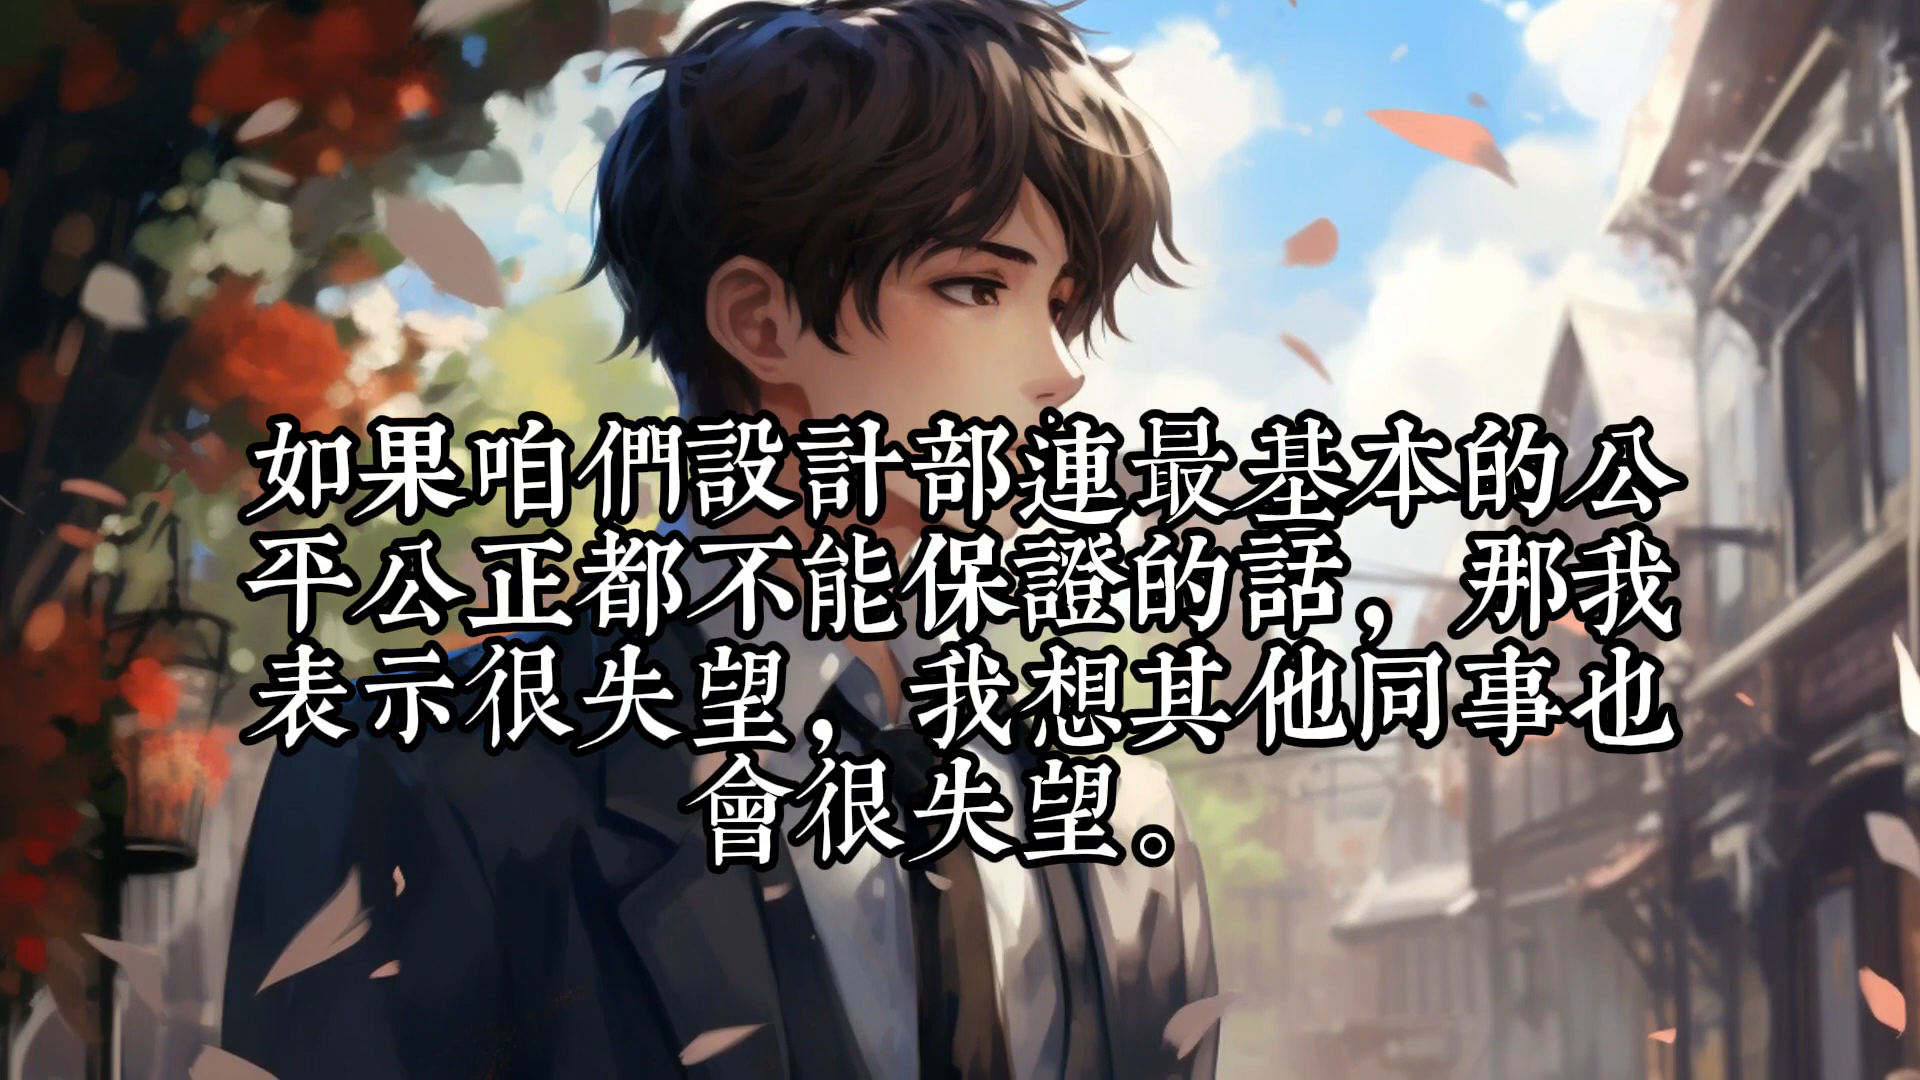 如果咱們設計部連最基本的公
平公正都不能保證的話，那我
表示很失望，我想其他同事也
會很失望。